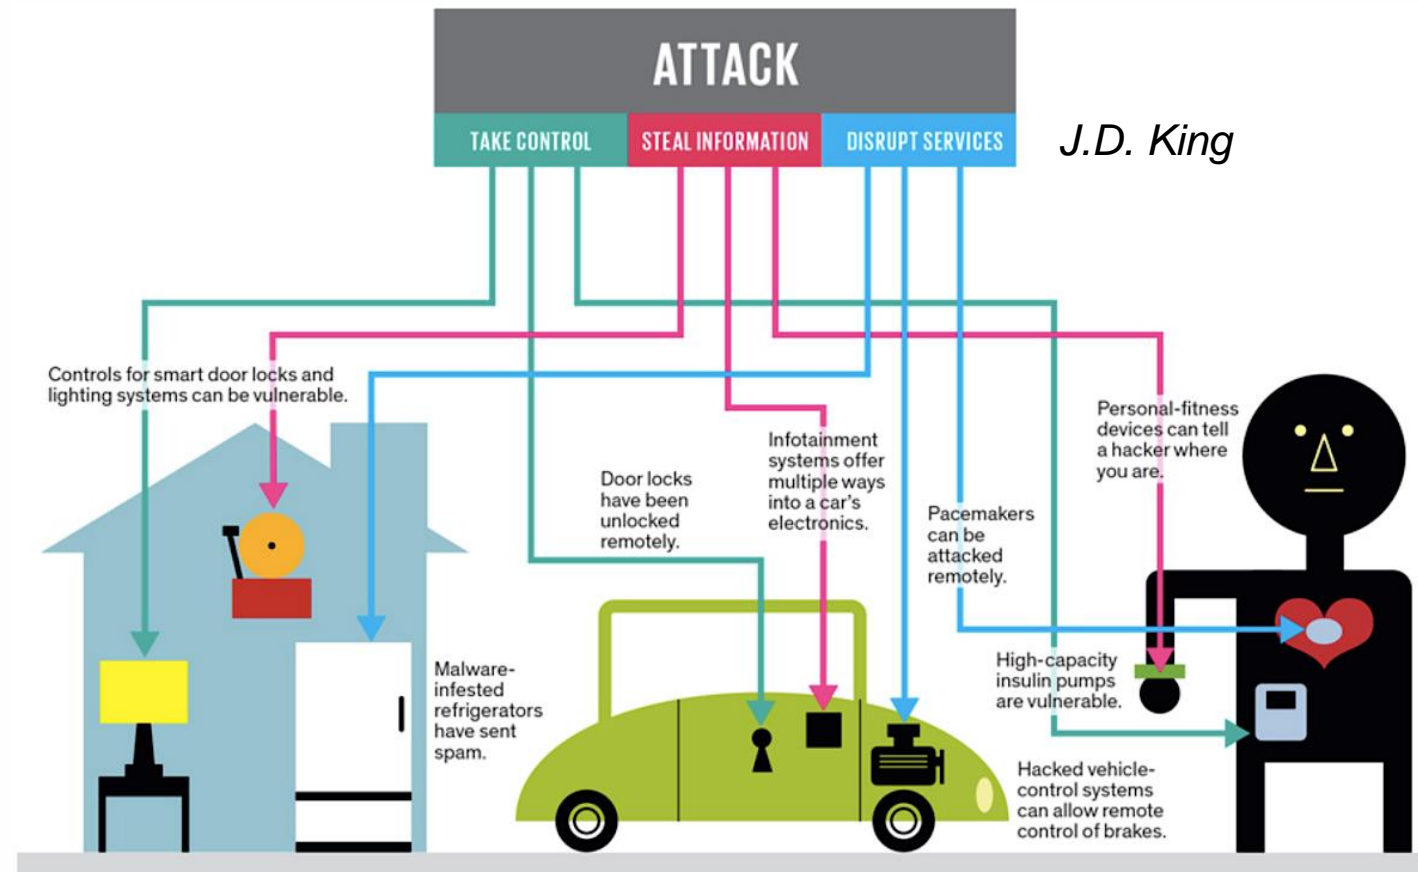 ATTACK
TAKE CONTROL
STEAL INFORMATION
DISRUPT SERVICES
J.D. King
Controls for smart door locks and
lighting systems can be vulnerable.
Door locks
have been
unlocked
remotely.
Infotainment
systems offer
multiple ways
into a car's
electronics.
Pacemakers
can be
attacked
remotely.
Personal-fitness
devices can tell
a hacker where
you are.
Malware-
infested
refrigerators
have sent
spam.
High-capacity
insulin pumps
are vulnerable.
Hacked vehicle-
control systems
can allow remote
control of brakes.